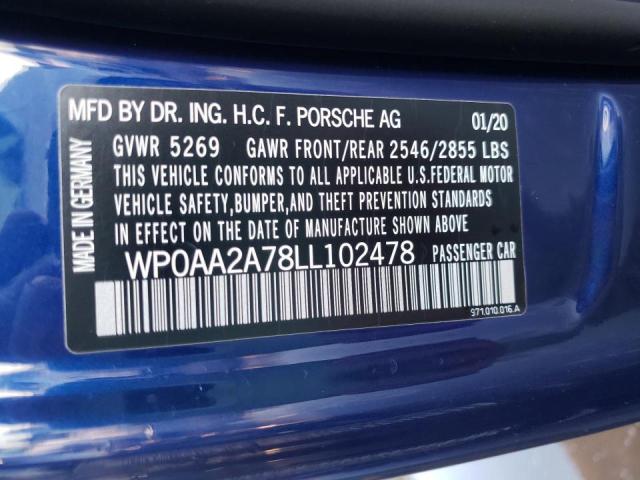 MFD BY DR. ING. H.C. F. PORSCHE AG 01/20
GVWR 5269 GAWR FRONT/REAR 2546/2855 LBS
THIS VEHICLE CONFORMS TO ALL APPLICABLE U.S.FEDERAL MOTOR
VEHICLE SAFETY,BUMPER,AND THEFT PREVENTION STANDARDS
IN EFFECT ON THE DATE OF MANUFACTURE SHOWN ABOVE.
WP0AA2A78LL102478 PASSENGER CAR
971.010.016.A
MADE IN GERMANY